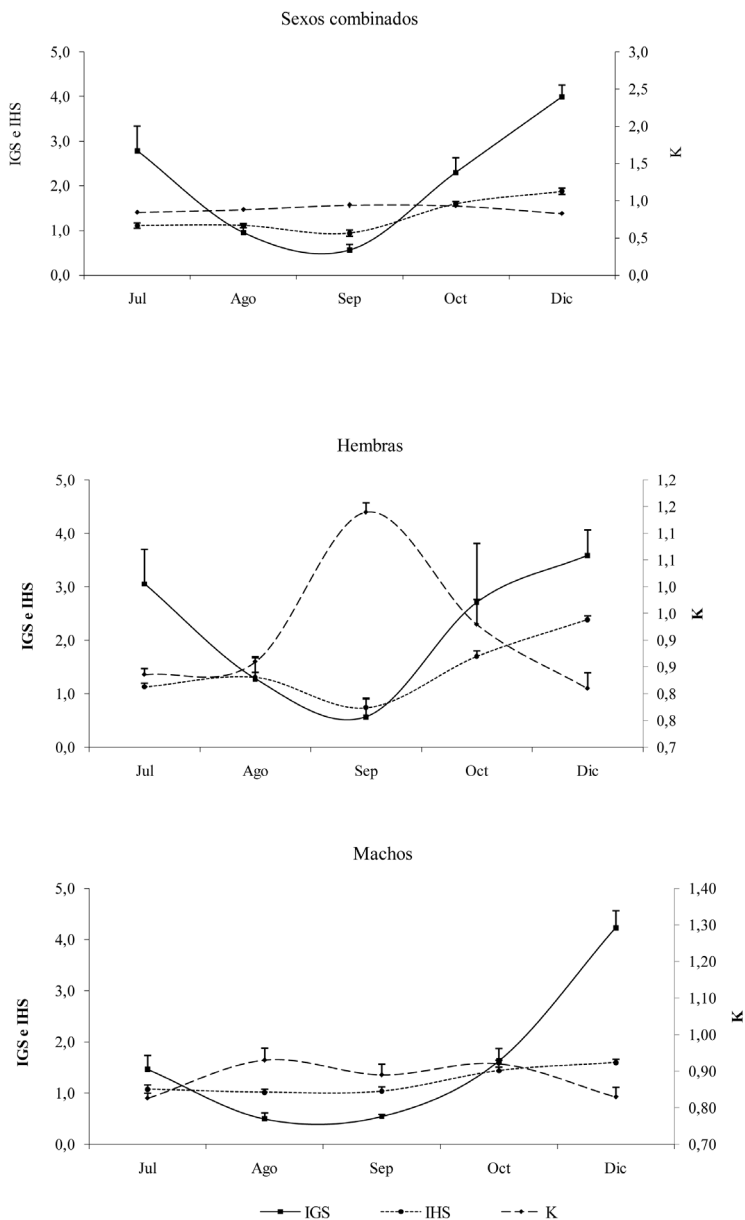 Sexos combinados
5,0 3,0
4,0 2,5
3,0 2,0
2,0 1,5
1,0 1,0
0,0 0,5
0,0
IGS e IHS
K
Jul Ago Sep Oct Dic
Hembras
5,0 1,2
4,0 1,2
3,0 1,1
2,0 1,1
1,0 1,0
0,0 1,0
0,9
0,9
0,8
0,8
0,7
IGS e IHS
K
Jul Ago Sep Oct Dic
Machos
5,0 1,40
4,0 1,30
3,0 1,20
2,0 1,10
1,0 1,00
0,0 0,90
0,80
0,70
IGS e IHS
K
Jul Ago Sep Oct Dic
IGS IHS K